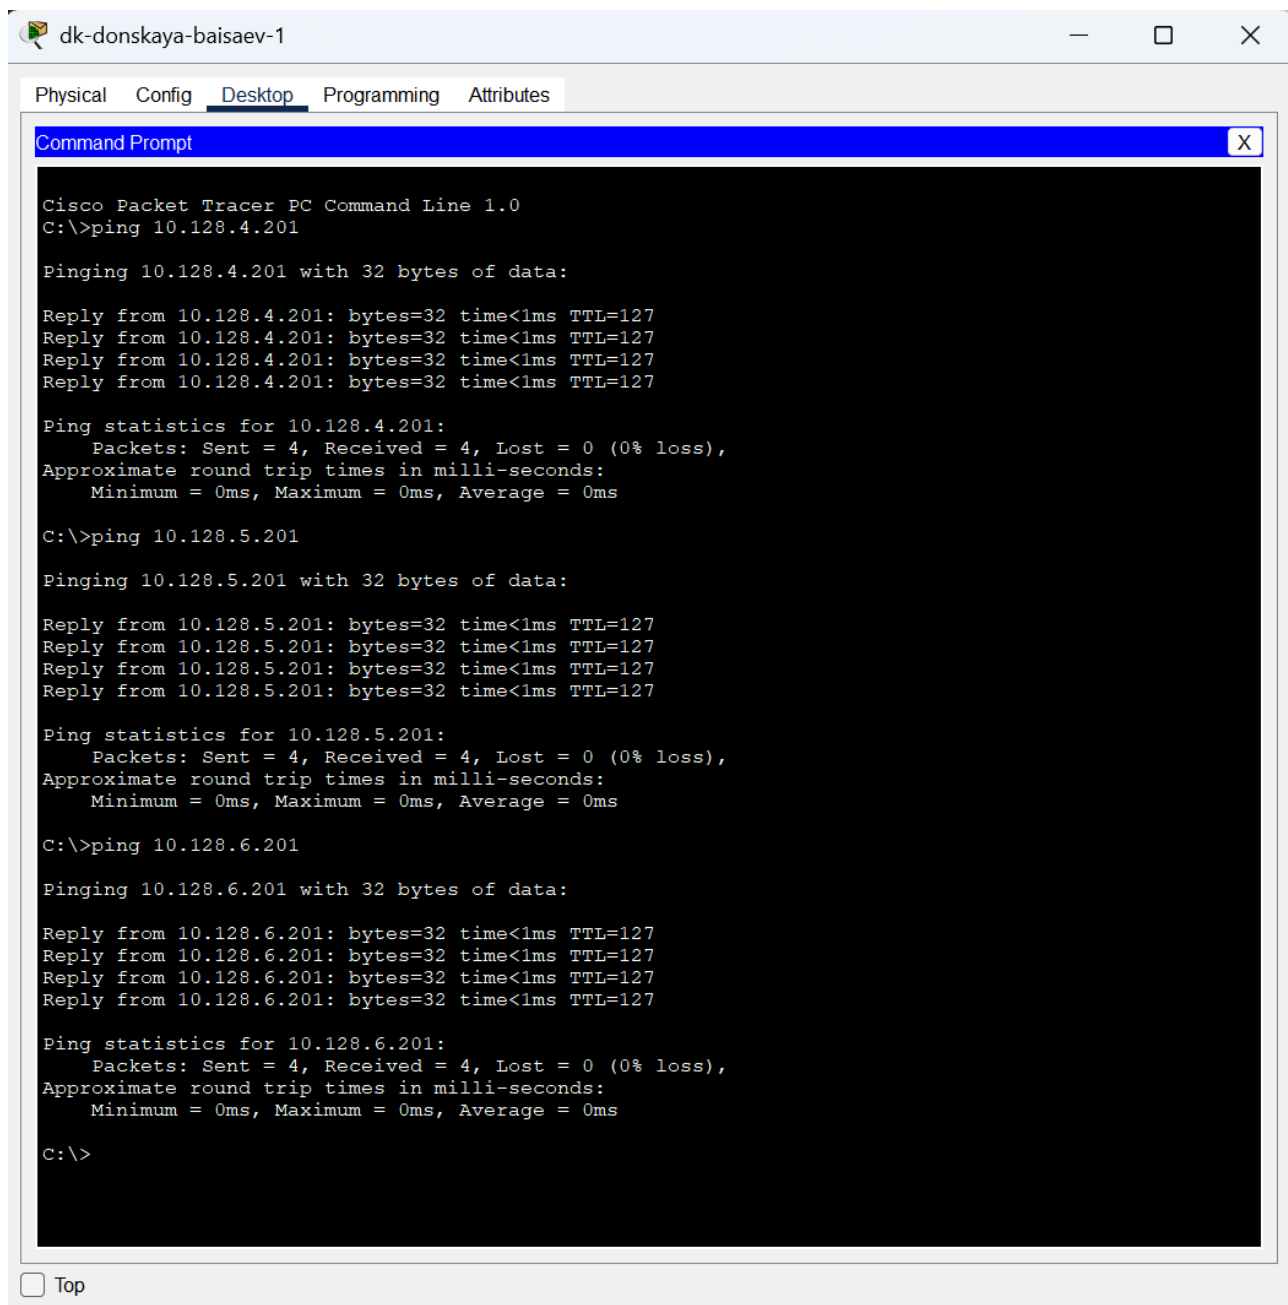 dk-donskaya-baisaev-1
Physical Config Desktop Programming Attributes
Command Prompt X
Cisco Packet Tracer PC Command Line 1.0
C:\>ping 10.128.4.201
Pinging 10.128.4.201 with 32 bytes of data:
Reply from 10.128.4.201: bytes=32 time<1ms TTL=127
Reply from 10.128.4.201: bytes=32 time<1ms TTL=127
Reply from 10.128.4.201: bytes=32 time<1ms TTL=127
Reply from 10.128.4.201: bytes=32 time<1ms TTL=127
Ping statistics for 10.128.4.201:
    Packets: Sent = 4, Received = 4, Lost = 0 (0% loss),
Approximate round trip times in milli-seconds:
    Minimum = 0ms, Maximum = 0ms, Average = 0ms
C:\>ping 10.128.5.201
Pinging 10.128.5.201 with 32 bytes of data:
Reply from 10.128.5.201: bytes=32 time<1ms TTL=127
Reply from 10.128.5.201: bytes=32 time<1ms TTL=127
Reply from 10.128.5.201: bytes=32 time<1ms TTL=127
Reply from 10.128.5.201: bytes=32 time<1ms TTL=127
Ping statistics for 10.128.5.201:
    Packets: Sent = 4, Received = 4, Lost = 0 (0% loss),
Approximate round trip times in milli-seconds:
    Minimum = 0ms, Maximum = 0ms, Average = 0ms
C:\>ping 10.128.6.201
Pinging 10.128.6.201 with 32 bytes of data:
Reply from 10.128.6.201: bytes=32 time<1ms TTL=127
Reply from 10.128.6.201: bytes=32 time<1ms TTL=127
Reply from 10.128.6.201: bytes=32 time<1ms TTL=127
Reply from 10.128.6.201: bytes=32 time<1ms TTL=127
Ping statistics for 10.128.6.201:
    Packets: Sent = 4, Received = 4, Lost = 0 (0% loss),
Approximate round trip times in milli-seconds:
    Minimum = 0ms, Maximum = 0ms, Average = 0ms
C:\>
Top